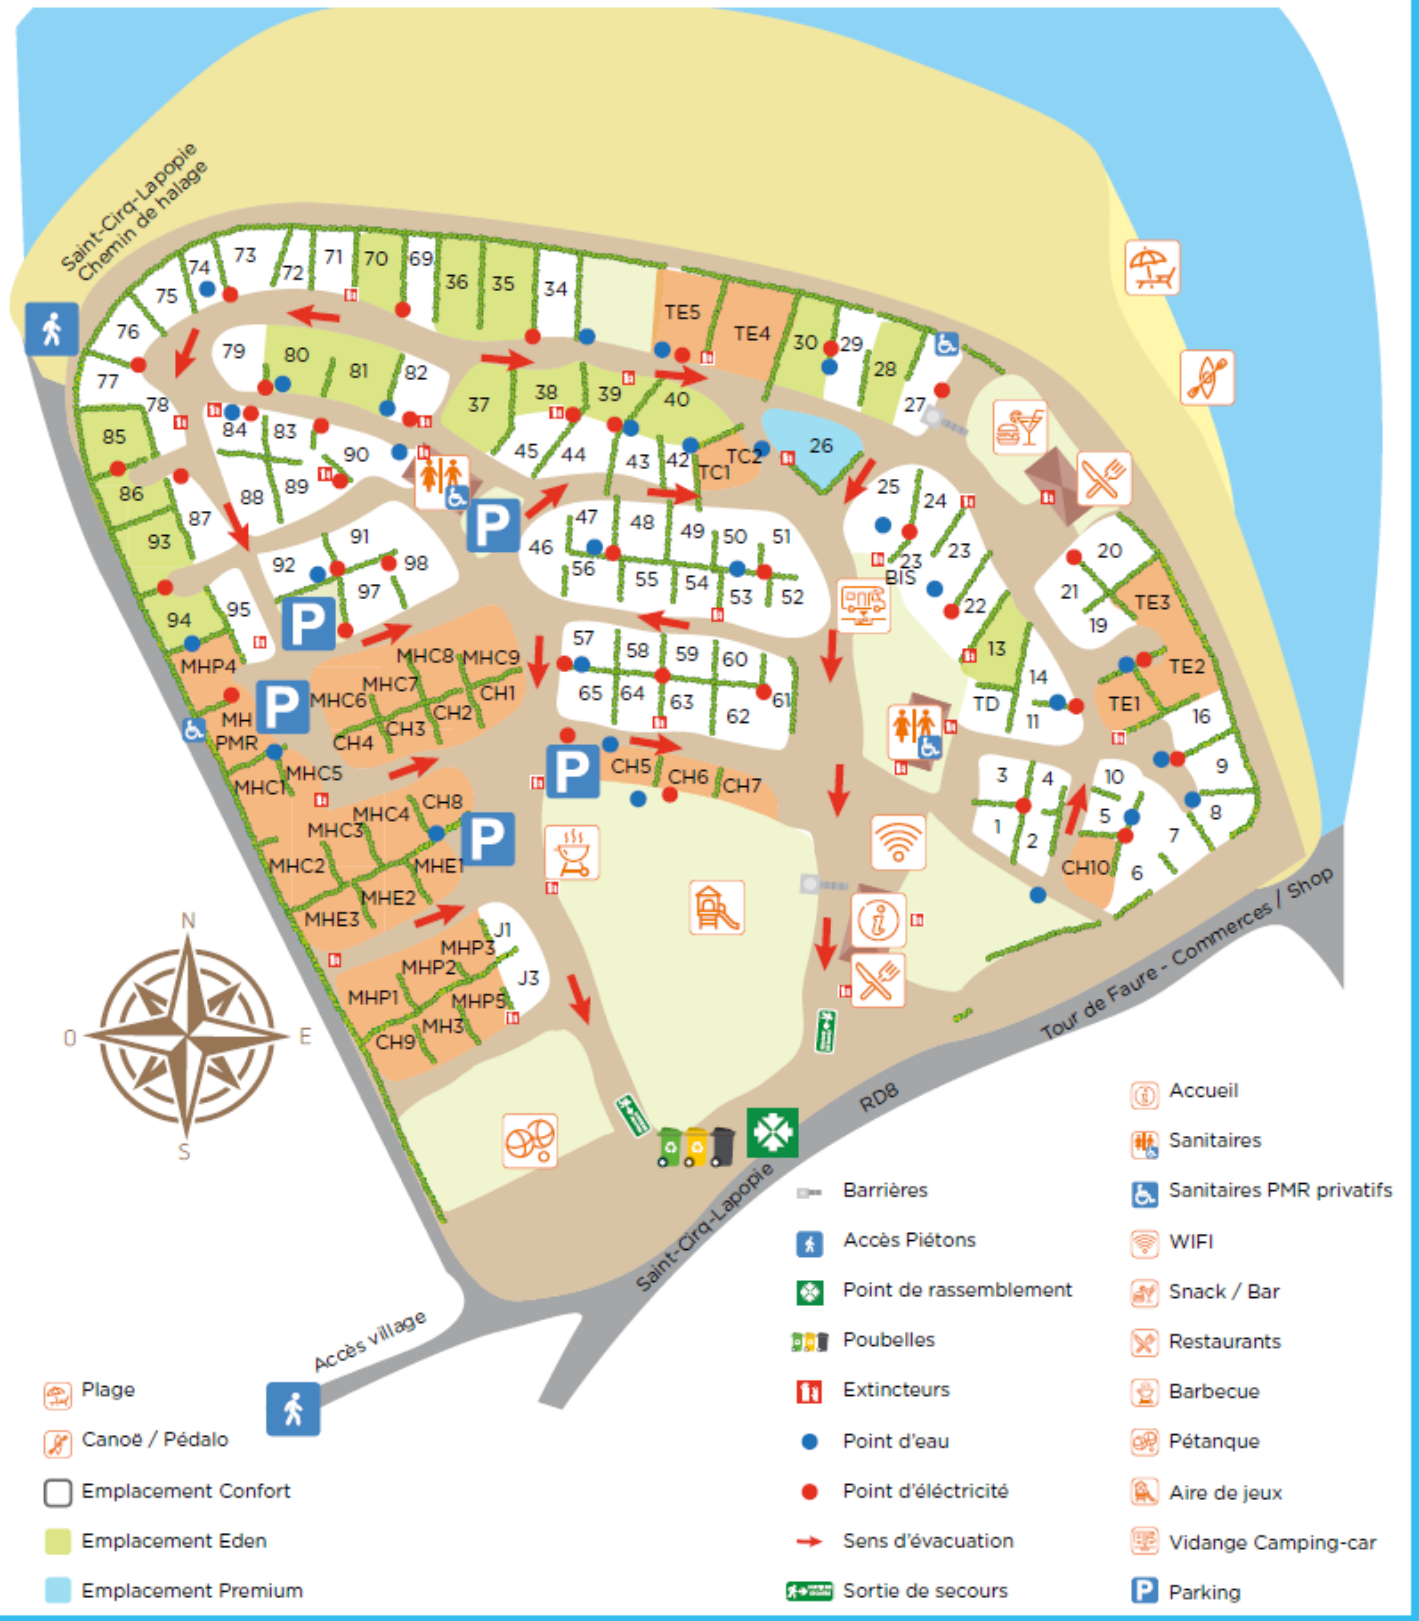 Saint-Cirq-Lapopie
Chemin de halage
73
74
72
71
70
69
36
35
34
75
76
77
78
79
80
81
82
TE5
TE4
30
29
28
27
37
38
39
40
26
85
84
83
90
45
44
43
42
TC1
TC2
86
88
89
87
93
25
24
23
23
BIS
22
47
48
49
50
51
46
56
55
54
53
52
91
92
98
97
P
20
21
19
TE3
94
95
P
MHP4
13
14
TD
11
TE2
TE1
16
57
58
59
60
65
64
63
62
61
MHC8
MHC9
MHC7
MHC6
CH1
CH2
CH3
CH4
P
MH
PMR
MHC5
MHC1
P
CH5
CH6
CH7
3
4
1
2
10
5
9
8
7
6
CH10
CH8
MHC4
MHC3
P
MHC2
MHE1
MHE2
MHE3
J1
J3
MHP3
MHP2
MHP1
MHP5
MH3
CH9
N
O
E
S
Tour de Faure - Commerces / Shop
RD8
Saint-Cirq-Lapopie
Accès village
Plage
Canoë / Pédalo
Emplacement Confort
Emplacement Eden
Emplacement Premium
Barrières
Accès Piétons
Point de rassemblement
Poubelles
Extincteurs
Point d'eau
Point d'éléctricité
Sens d'évacuation
Sortie de secours
Accueil
Sanitaires
Sanitaires PMR privatifs
WIFI
Snack / Bar
Restaurants
Barbecue
Pétanque
Aire de jeux
Vidange Camping-car
P Parking